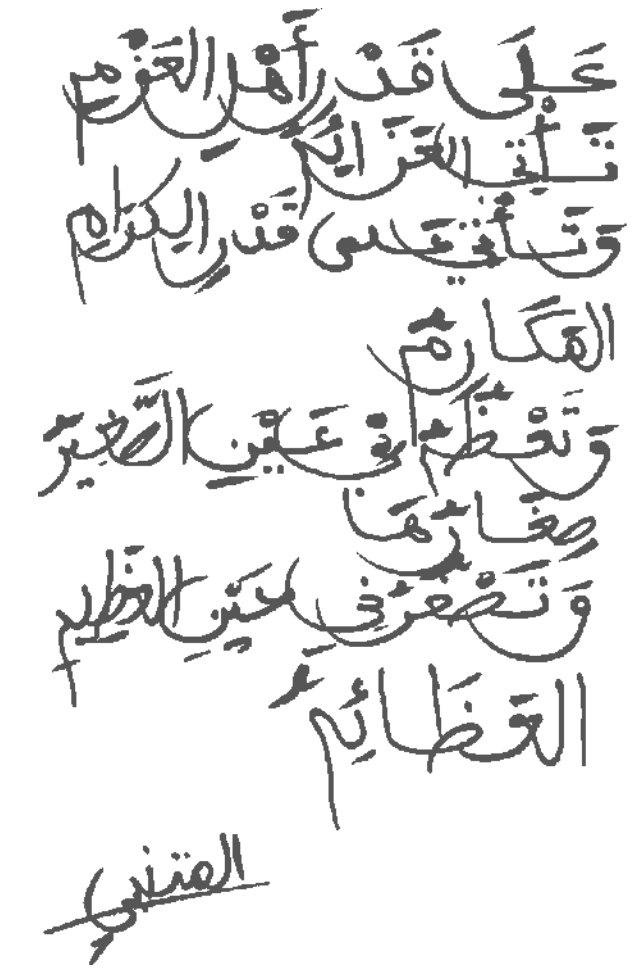 عَلَى قَدْرِ أَهْلِ العَزْمِ
تَأْتِي العَزَائِمُ
وَتَأْتِي عَلَى قَدْرِ الكِرَامِ
المَكَارِمُ
وَتَعْظُمُ فِي عَيْنِ الصَّغِيرِ
صِغَارُهَا
وَتَصْغُرُ فِي عَيْنِ العَظِيمِ
العَظَائِمُ
المتنبي